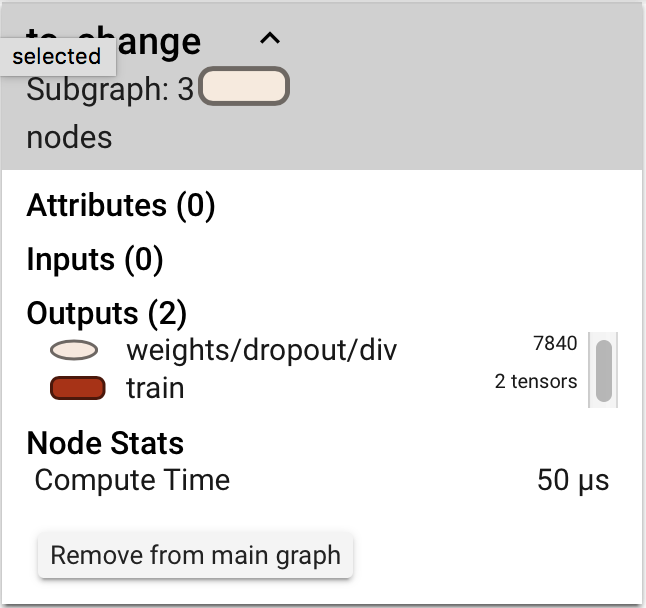 to_change
selected
Subgraph: 3
nodes
Attributes (0)
Inputs (0)
Outputs (2)
weights/dropout/div 7840
train 2 tensors
Node Stats
Compute Time 50 µs
Remove from main graph